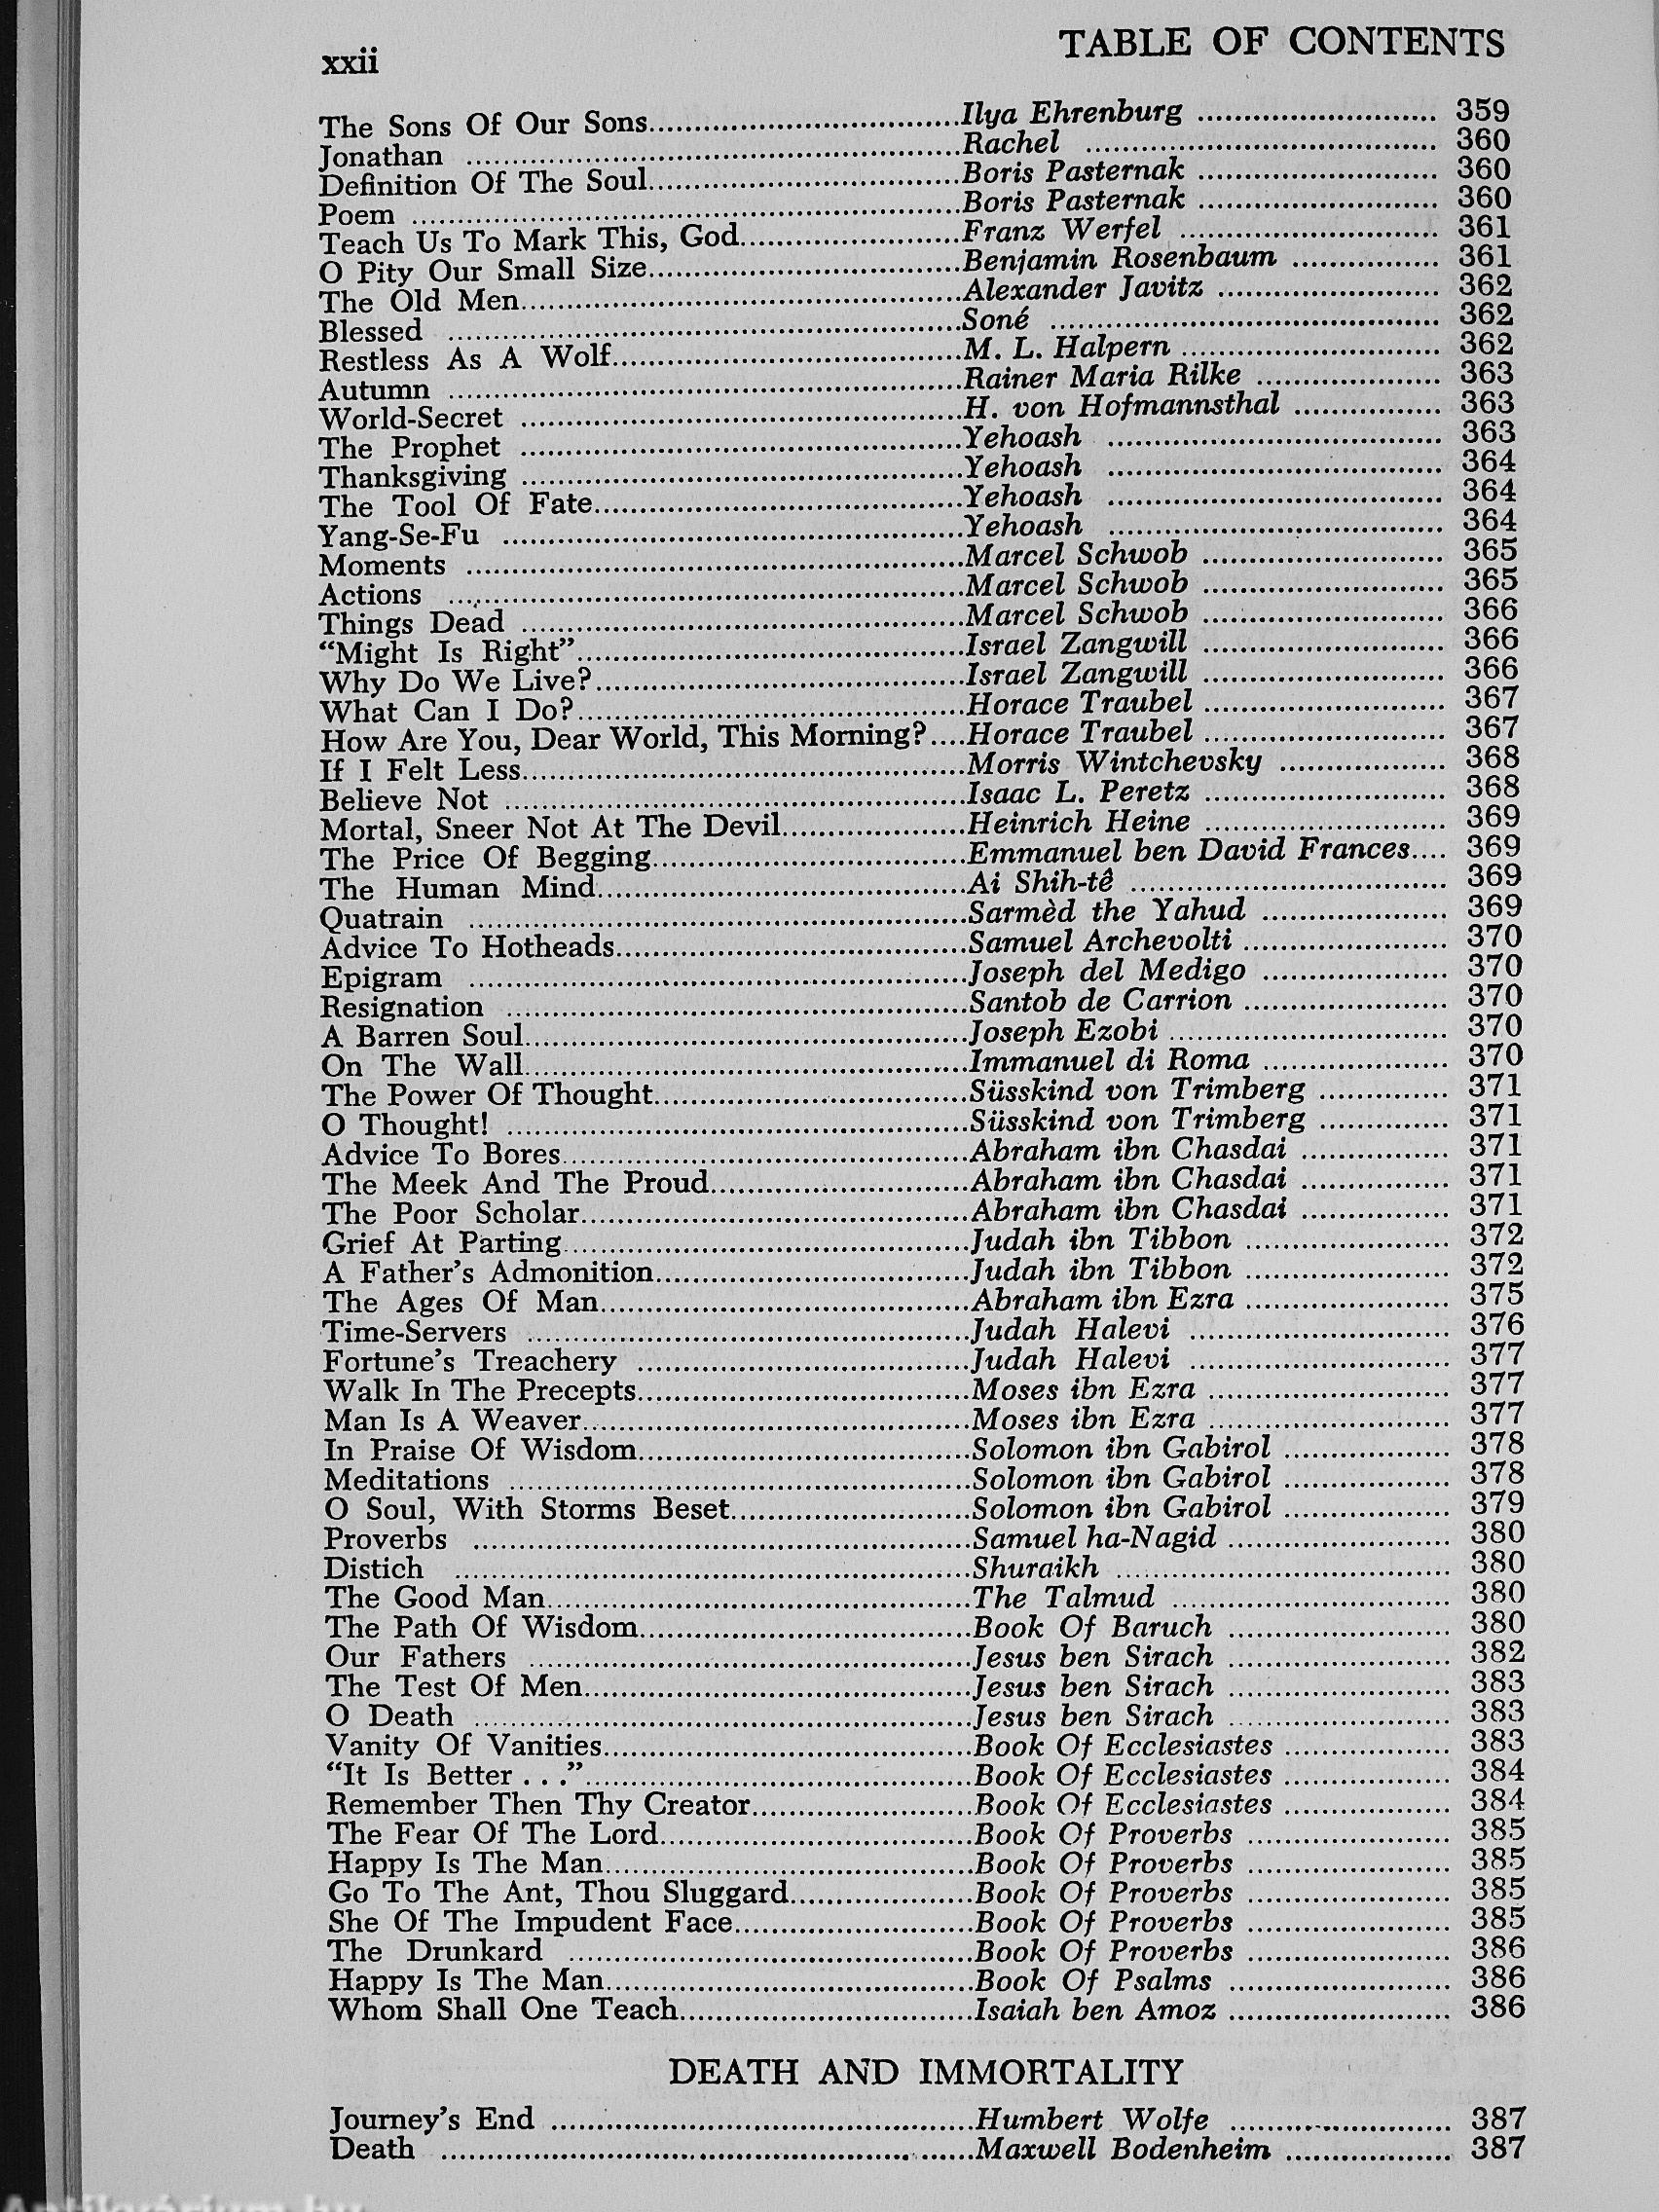 xxii TABLE OF CONTENTS
The Sons Of Our Sons..................Ilya Ehrenburg .................. 359
Jonathan ..................Rachel .................. 360
Definition Of The Soul..................Boris Pasternak .................. 360
Poem ..................Boris Pasternak .................. 360
Teach Us To Mark This, God..................Franz Werfel .................. 361
O Pity Our Small Size..................Benjamin Rosenbaum .................. 361
The Old Men..................Alexander Javitz .................. 362
Blessed ..................Soné .................. 362
Restless As A Wolf..................M. L. Halpern .................. 362
Autumn ..................Rainer Maria Rilke .................. 363
World-Secret ..................H. von Hofmannsthal .................. 363
The Prophet ..................Yehoash .................. 363
Thanksgiving ..................Yehoash .................. 364
The Tool Of Fate..................Yehoash .................. 364
Yang-Se-Fu ..................Yehoash .................. 364
Moments ..................Marcel Schwob .................. 365
Actions ..................Marcel Schwob .................. 365
Things Dead ..................Marcel Schwob .................. 366
“Might Is Right”..................Israel Zangwill .................. 366
Why Do We Live?..................Israel Zangwill .................. 366
What Can I Do?..................Horace Traubel .................. 367
How Are You, Dear World, This Morning?....Horace Traubel .................. 367
If I Felt Less..................Morris Wintchevsky .................. 368
Believe Not ..................Isaac L. Peretz .................. 368
Mortal, Sneer Not At The Devil..................Heinrich Heine .................. 369
The Price Of Begging..................Emmanuel ben David Frances.... 369
The Human Mind..................Ai Shih-tê .................. 369
Quatrain ..................Sarmèd the Yahud .................. 369
Advice To Hotheads..................Samuel Archevolti .................. 370
Epigram ..................Joseph del Medigo .................. 370
Resignation ..................Santob de Carrion .................. 370
A Barren Soul..................Joseph Ezobi .................. 370
On The Wall..................Immanuel di Roma .................. 370
The Power Of Thought..................Süsskind von Trimberg .................. 371
O Thought! ..................Süsskind von Trimberg .................. 371
Advice To Bores..................Abraham ibn Chasdai .................. 371
The Meek And The Proud..................Abraham ibn Chasdai .................. 371
The Poor Scholar..................Abraham ibn Chasdai .................. 371
Grief At Parting..................Judah ibn Tibbon .................. 372
A Father’s Admonition..................Judah ibn Tibbon .................. 372
The Ages Of Man..................Abraham ibn Ezra .................. 375
Time-Servers ..................Judah Halevi .................. 376
Fortune’s Treachery ..................Judah Halevi .................. 377
Walk In The Precepts..................Moses ibn Ezra .................. 377
Man Is A Weaver..................Moses ibn Ezra .................. 377
In Praise Of Wisdom..................Solomon ibn Gabirol .................. 378
Meditations ..................Solomon ibn Gabirol .................. 378
O Soul, With Storms Beset..................Solomon ibn Gabirol .................. 379
Proverbs ..................Samuel ha-Nagid .................. 380
Distich ..................Shuraikh .................. 380
The Good Man..................The Talmud .................. 380
The Path Of Wisdom..................Book Of Baruch .................. 380
Our Fathers ..................Jesus ben Sirach .................. 382
The Test Of Men..................Jesus ben Sirach .................. 383
O Death ..................Jesus ben Sirach .................. 383
Vanity Of Vanities..................Book Of Ecclesiastes .................. 383
“It Is Better . . .”..................Book Of Ecclesiastes .................. 384
Remember Then Thy Creator..................Book Of Ecclesiastes .................. 384
The Fear Of The Lord..................Book Of Proverbs .................. 385
Happy Is The Man..................Book Of Proverbs .................. 385
Go To The Ant, Thou Sluggard..................Book Of Proverbs .................. 385
She Of The Impudent Face..................Book Of Proverbs .................. 385
The Drunkard ..................Book Of Proverbs .................. 386
Happy Is The Man..................Book Of Psalms .................. 386
Whom Shall One Teach..................Isaiah ben Amoz .................. 386
DEATH AND IMMORTALITY
Journey’s End ..................Humbert Wolfe .................. 387
Death ..................Maxwell Bodenheim .................. 387